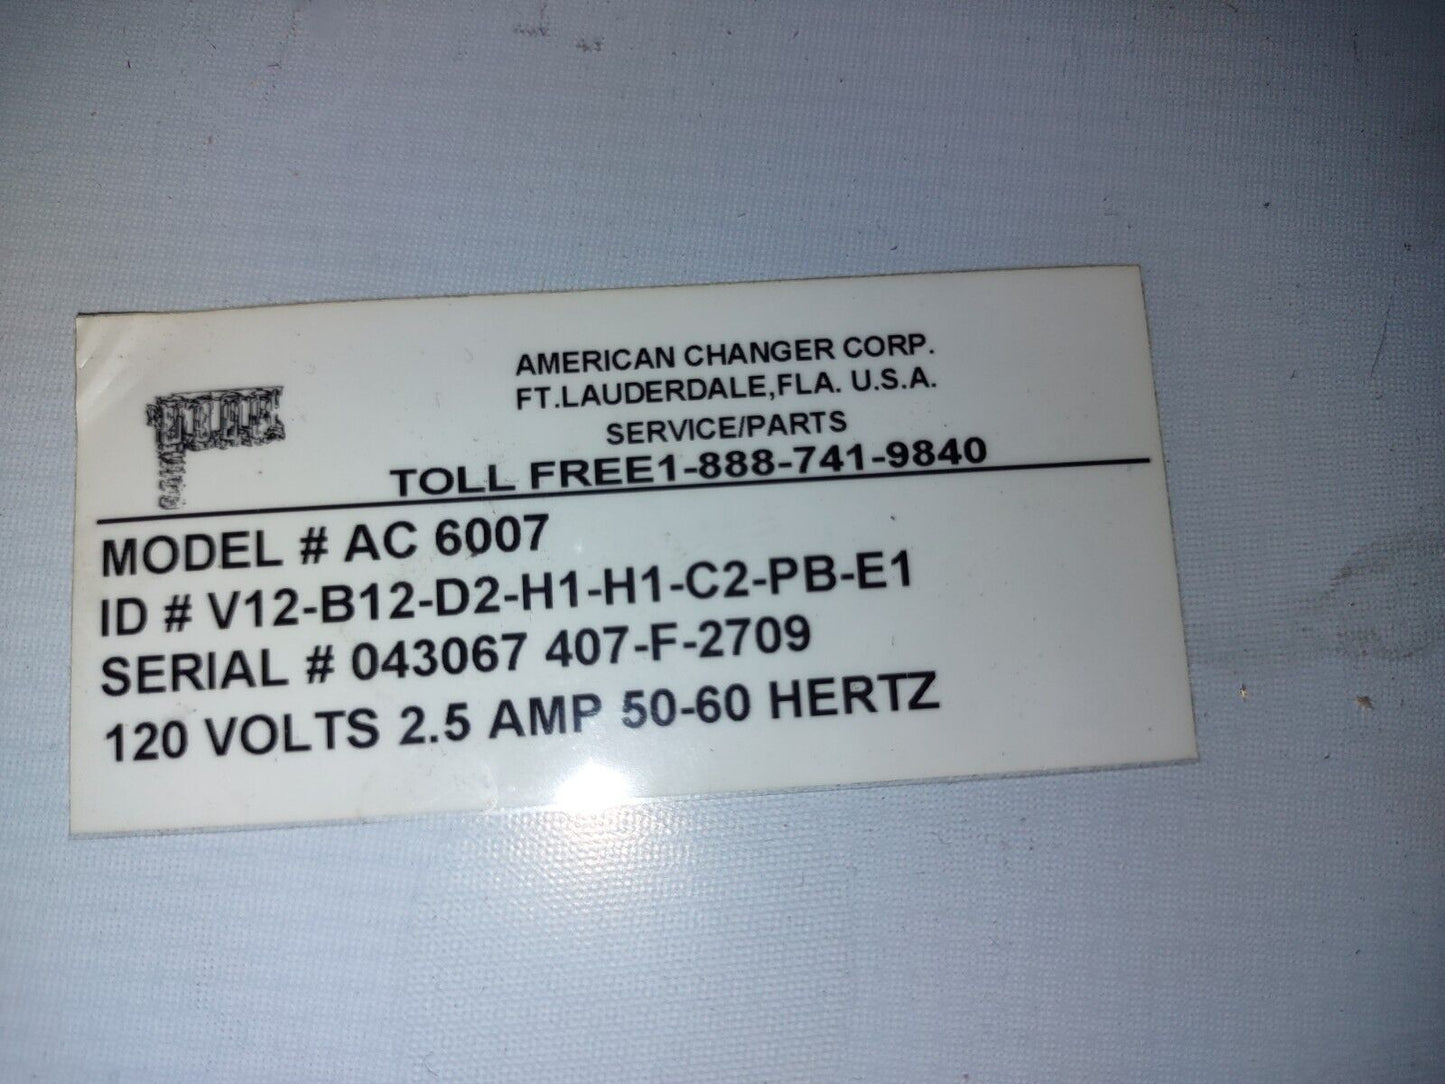 AMERICAN CHANGER CORP.
FT.LAUDERDALE,FLA. U.S.A.
SERVICE/PARTS
TOLL FREE1-888-741-9840
MODEL # AC 6007
ID # V12-B12-D2-H1-H1-C2-PB-E1
SERIAL # 043067 407-F-2709
120 VOLTS 2.5 AMP 50-60 HERTZ